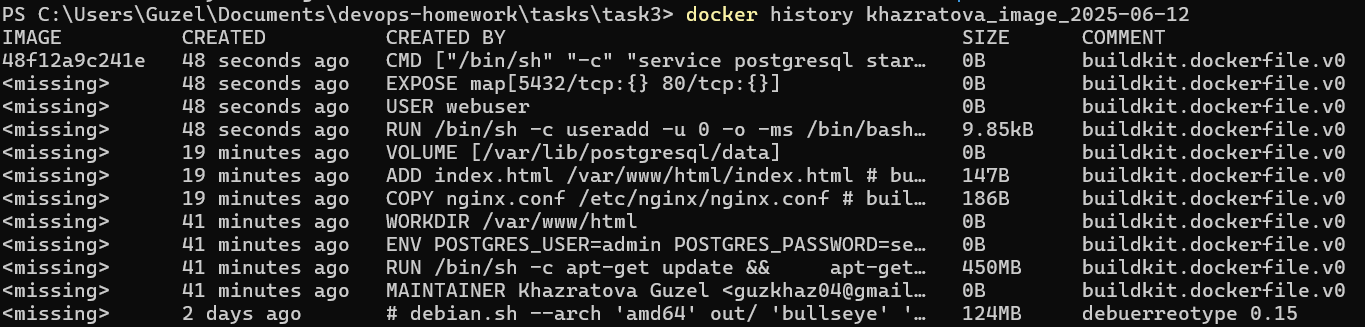 PS C:\Users\Guzel\Documents\devops-homework\tasks\task3> docker history khazratova_image_2025-06-12
IMAGE CREATED CREATED BY SIZE COMMENT
48f12a9c241e 48 seconds ago CMD ["/bin/sh" "-c" "service postgresql star… 0B buildkit.dockerfile.v0
<missing> 48 seconds ago EXPOSE map[5432/tcp:{} 80/tcp:{}] 0B buildkit.dockerfile.v0
<missing> 48 seconds ago USER webuser 0B buildkit.dockerfile.v0
<missing> 48 seconds ago RUN /bin/sh -c useradd -u 0 -o -ms /bin/bash… 9.85kB buildkit.dockerfile.v0
<missing> 19 minutes ago VOLUME [/var/lib/postgresql/data] 0B buildkit.dockerfile.v0
<missing> 19 minutes ago ADD index.html /var/www/html/index.html # bu… 147B buildkit.dockerfile.v0
<missing> 19 minutes ago COPY nginx.conf /etc/nginx/nginx.conf # buil… 186B buildkit.dockerfile.v0
<missing> 41 minutes ago WORKDIR /var/www/html 0B buildkit.dockerfile.v0
<missing> 41 minutes ago ENV POSTGRES_USER=admin POSTGRES_PASSWORD=se… 0B buildkit.dockerfile.v0
<missing> 41 minutes ago RUN /bin/sh -c apt-get update && apt-get… 450MB buildkit.dockerfile.v0
<missing> 41 minutes ago MAINTAINER Khazratova Guzel <guzkhaz04@gmail… 0B buildkit.dockerfile.v0
<missing> 2 days ago # debian.sh --arch 'amd64' out/ 'bullseye' '… 124MB debuerreotype 0.15